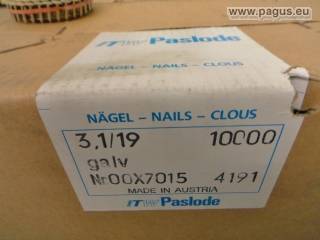 www.pagus.eu
ITW Paslode
NÄGEL - NAILS - CLOUS
3,1/19 10000
galv
Nr00X7015 4191
MADE IN AUSTRIA
ITW Paslode